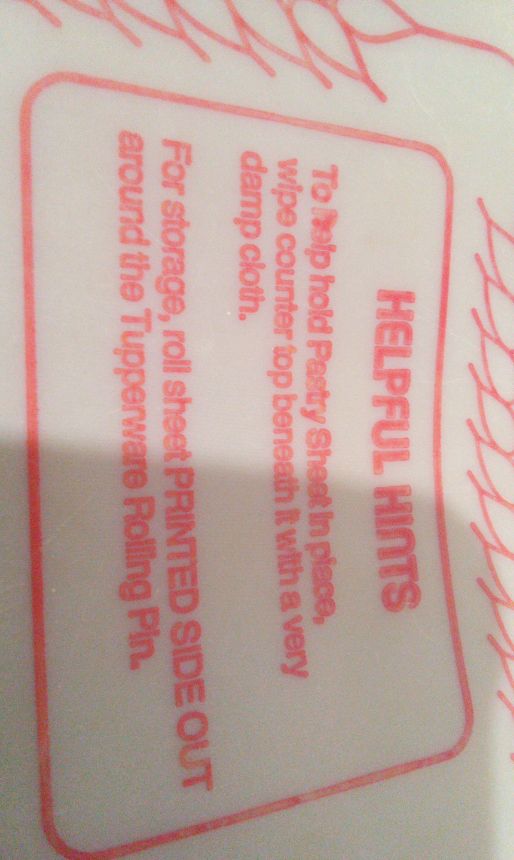 HELPFUL HINTS
To help hold Pastry Sheet in place,
wipe counter top beneath it with a very
damp cloth.
For storage, roll sheet PRINTED SIDE OUT
around the Tupperware Rolling Pin.